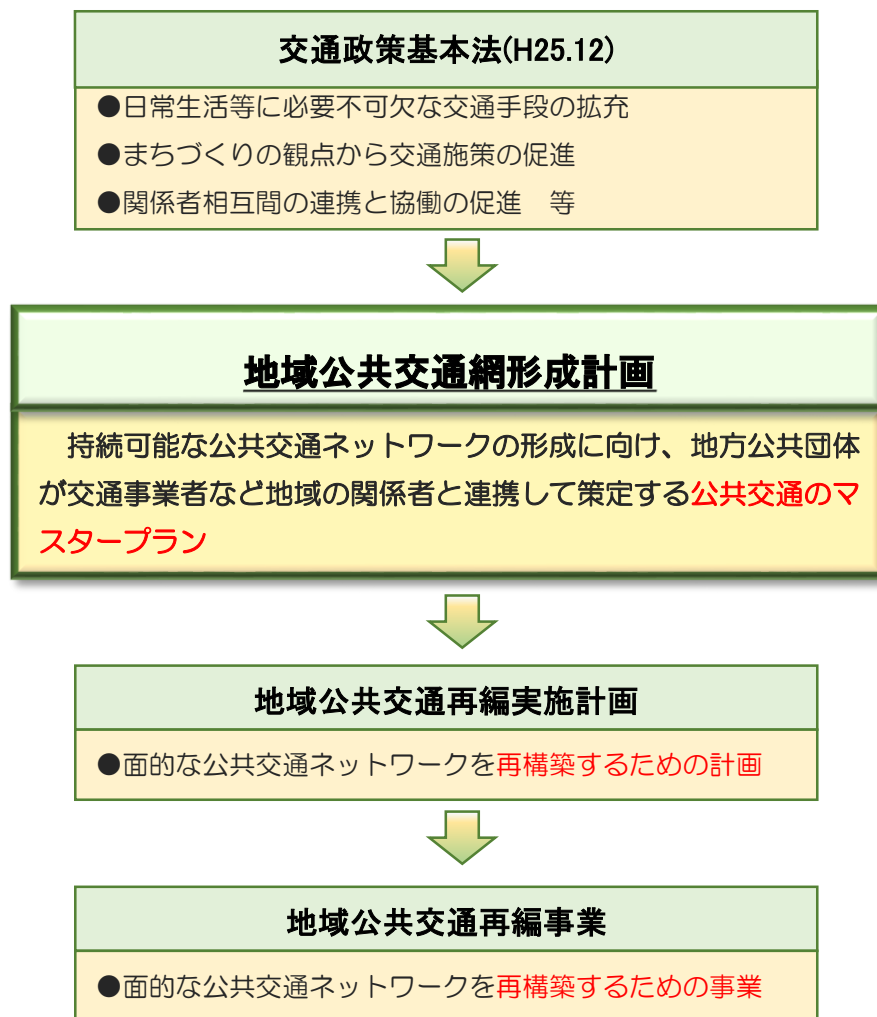 交通政策基本法(H25.12)
●日常生活等に必要不可欠な交通手段の拡充
●まちづくりの観点から交通施策の促進
●関係者相互間の連携と協働の促進　等
地域公共交通網形成計画
　持続可能な公共交通ネットワークの形成に向け、地方公共団体
が交通事業者など地域の関係者と連携して策定する公共交通のマ
スタープラン
地域公共交通再編実施計画
●面的な公共交通ネットワークを再構築するための計画
地域公共交通再編事業
●面的な公共交通ネットワークを再構築するための事業